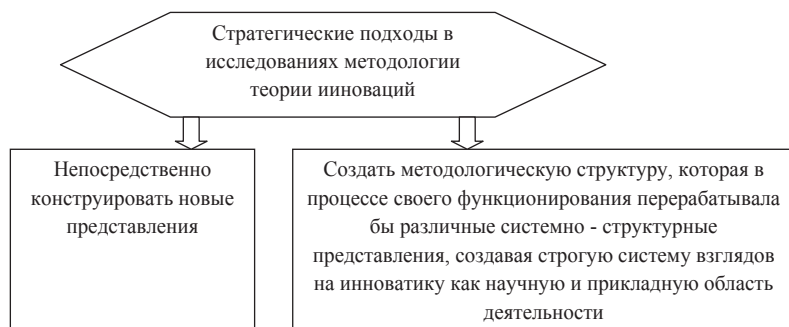 Стратегические подходы в
исследованиях методологии
теории ииноваций
Непосредственно
конструировать новые
представления
Создать методологическую структуру, которая в
процессе своего функционирования перерабатывала
бы различные системно - структурные
представления, создавая строгую систему взглядов
на инноватику как научную и прикладную область
деятельности